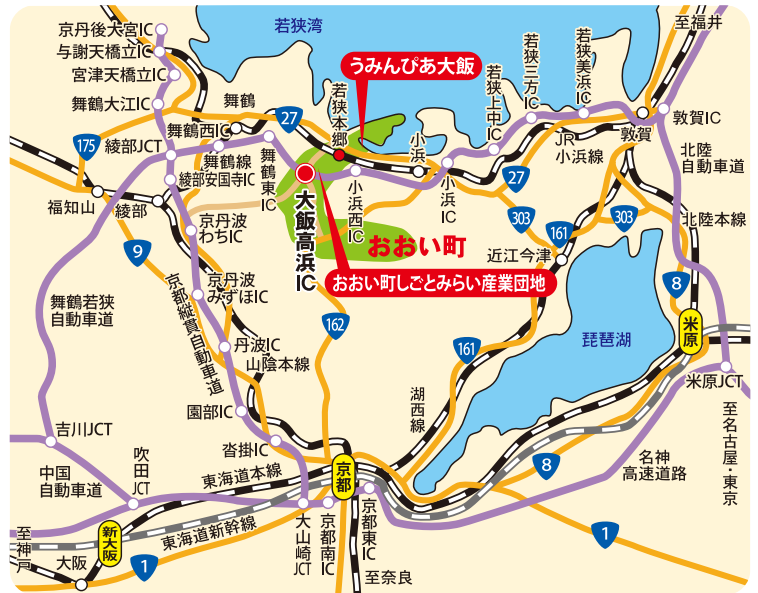 京丹後大宮IC
与謝天橋立IC
宮津天橋立IC
舞鶴大江IC
若狭湾
至福井
うみんぴあ大飯
若狭美浜IC
若狭三方IC
若狭上中IC
舞鶴
若狭本郷
27
舞鶴西IC
敦賀IC
敦賀
175
綾部JCT
小浜
JR
小浜線
北陸
自動車道
舞鶴線
綾部安国寺IC
舞鶴東IC
小浜西IC
小浜IC
27
福知山
綾部
大飯高浜IC
303
161
303
北陸本線
京丹波
わちIC
おおい町
9
近江今津
おおい町しごとみらい産業団地
京丹波
みずほIC
8
舞鶴若狭
自動車道
京都縦貫自動車道
162
米原
琵琶湖
丹波IC
161
山陰本線
米原JCT
湖西線
園部IC
至名古屋・東京
吉川JCT
沓掛IC
吹田JCT
名神
高速道路
8
中国
自動車道
東海道本線
京都
新大阪
東海道新幹線
大山崎JCT
京都南IC
京都東IC
1
至神戸
大阪
1
至奈良